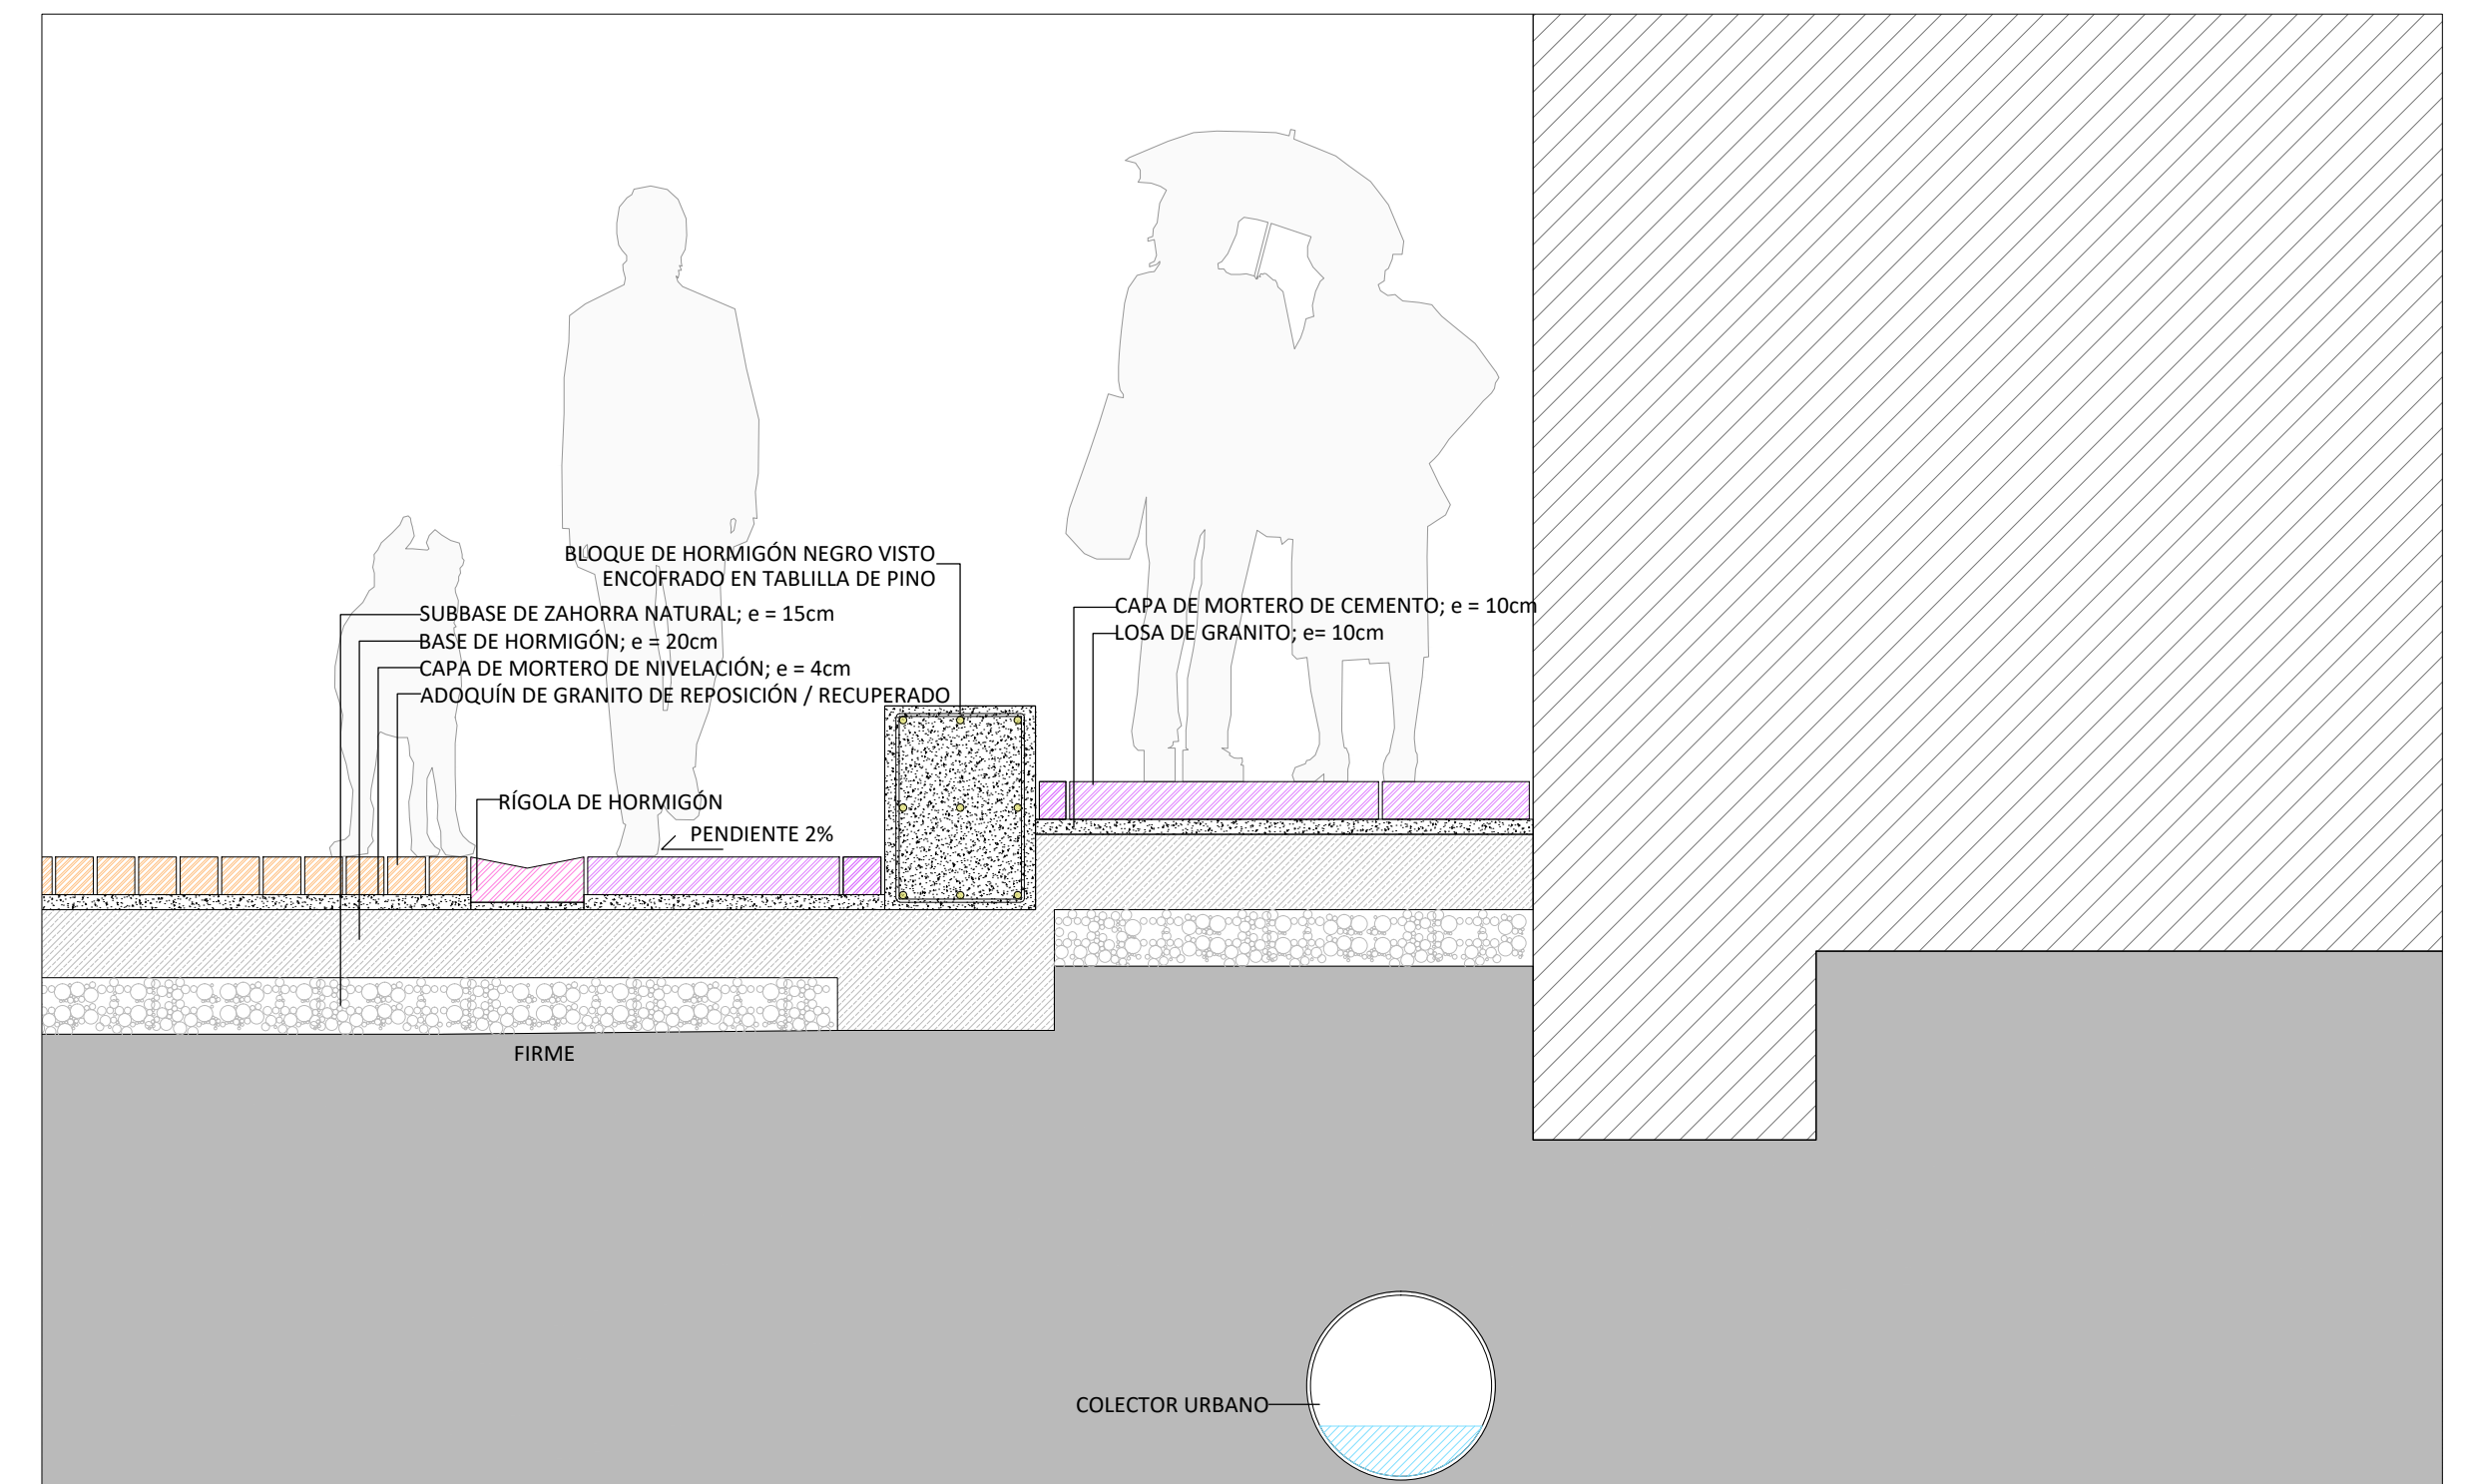 BLOQUE DE HORMIGÓN NEGRO VISTO
ENCOFRADO EN TABLILLA DE PINO
SUBBASE DE ZAHORRA NATURAL; e = 15cm
BASE DE HORMIGÓN; e = 20cm
CAPA DE MORTERO DE NIVELACIÓN; e = 4cm
ADOQUÍN DE GRANITO DE REPOSICIÓN / RECUPERADO
CAPA DE MORTERO DE CEMENTO; e = 10cm
LOSA DE GRANITO; e= 10cm
RÍGOLA DE HORMIGÓN
PENDIENTE 2%
FIRME
COLECTOR URBANO